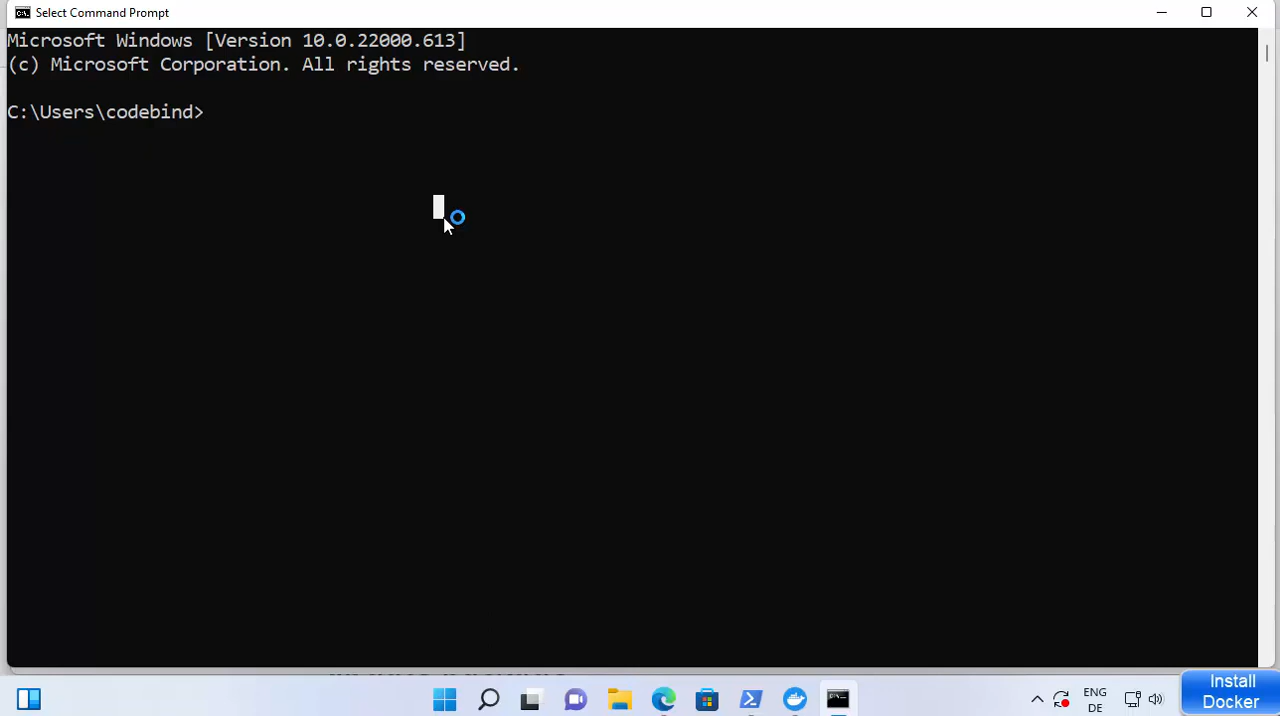 Select Command Prompt
Microsoft Windows [Version 10.0.22000.613]
(c) Microsoft Corporation. All rights reserved.
C:\Users\codebind>
ENG
DE
Install
Docker